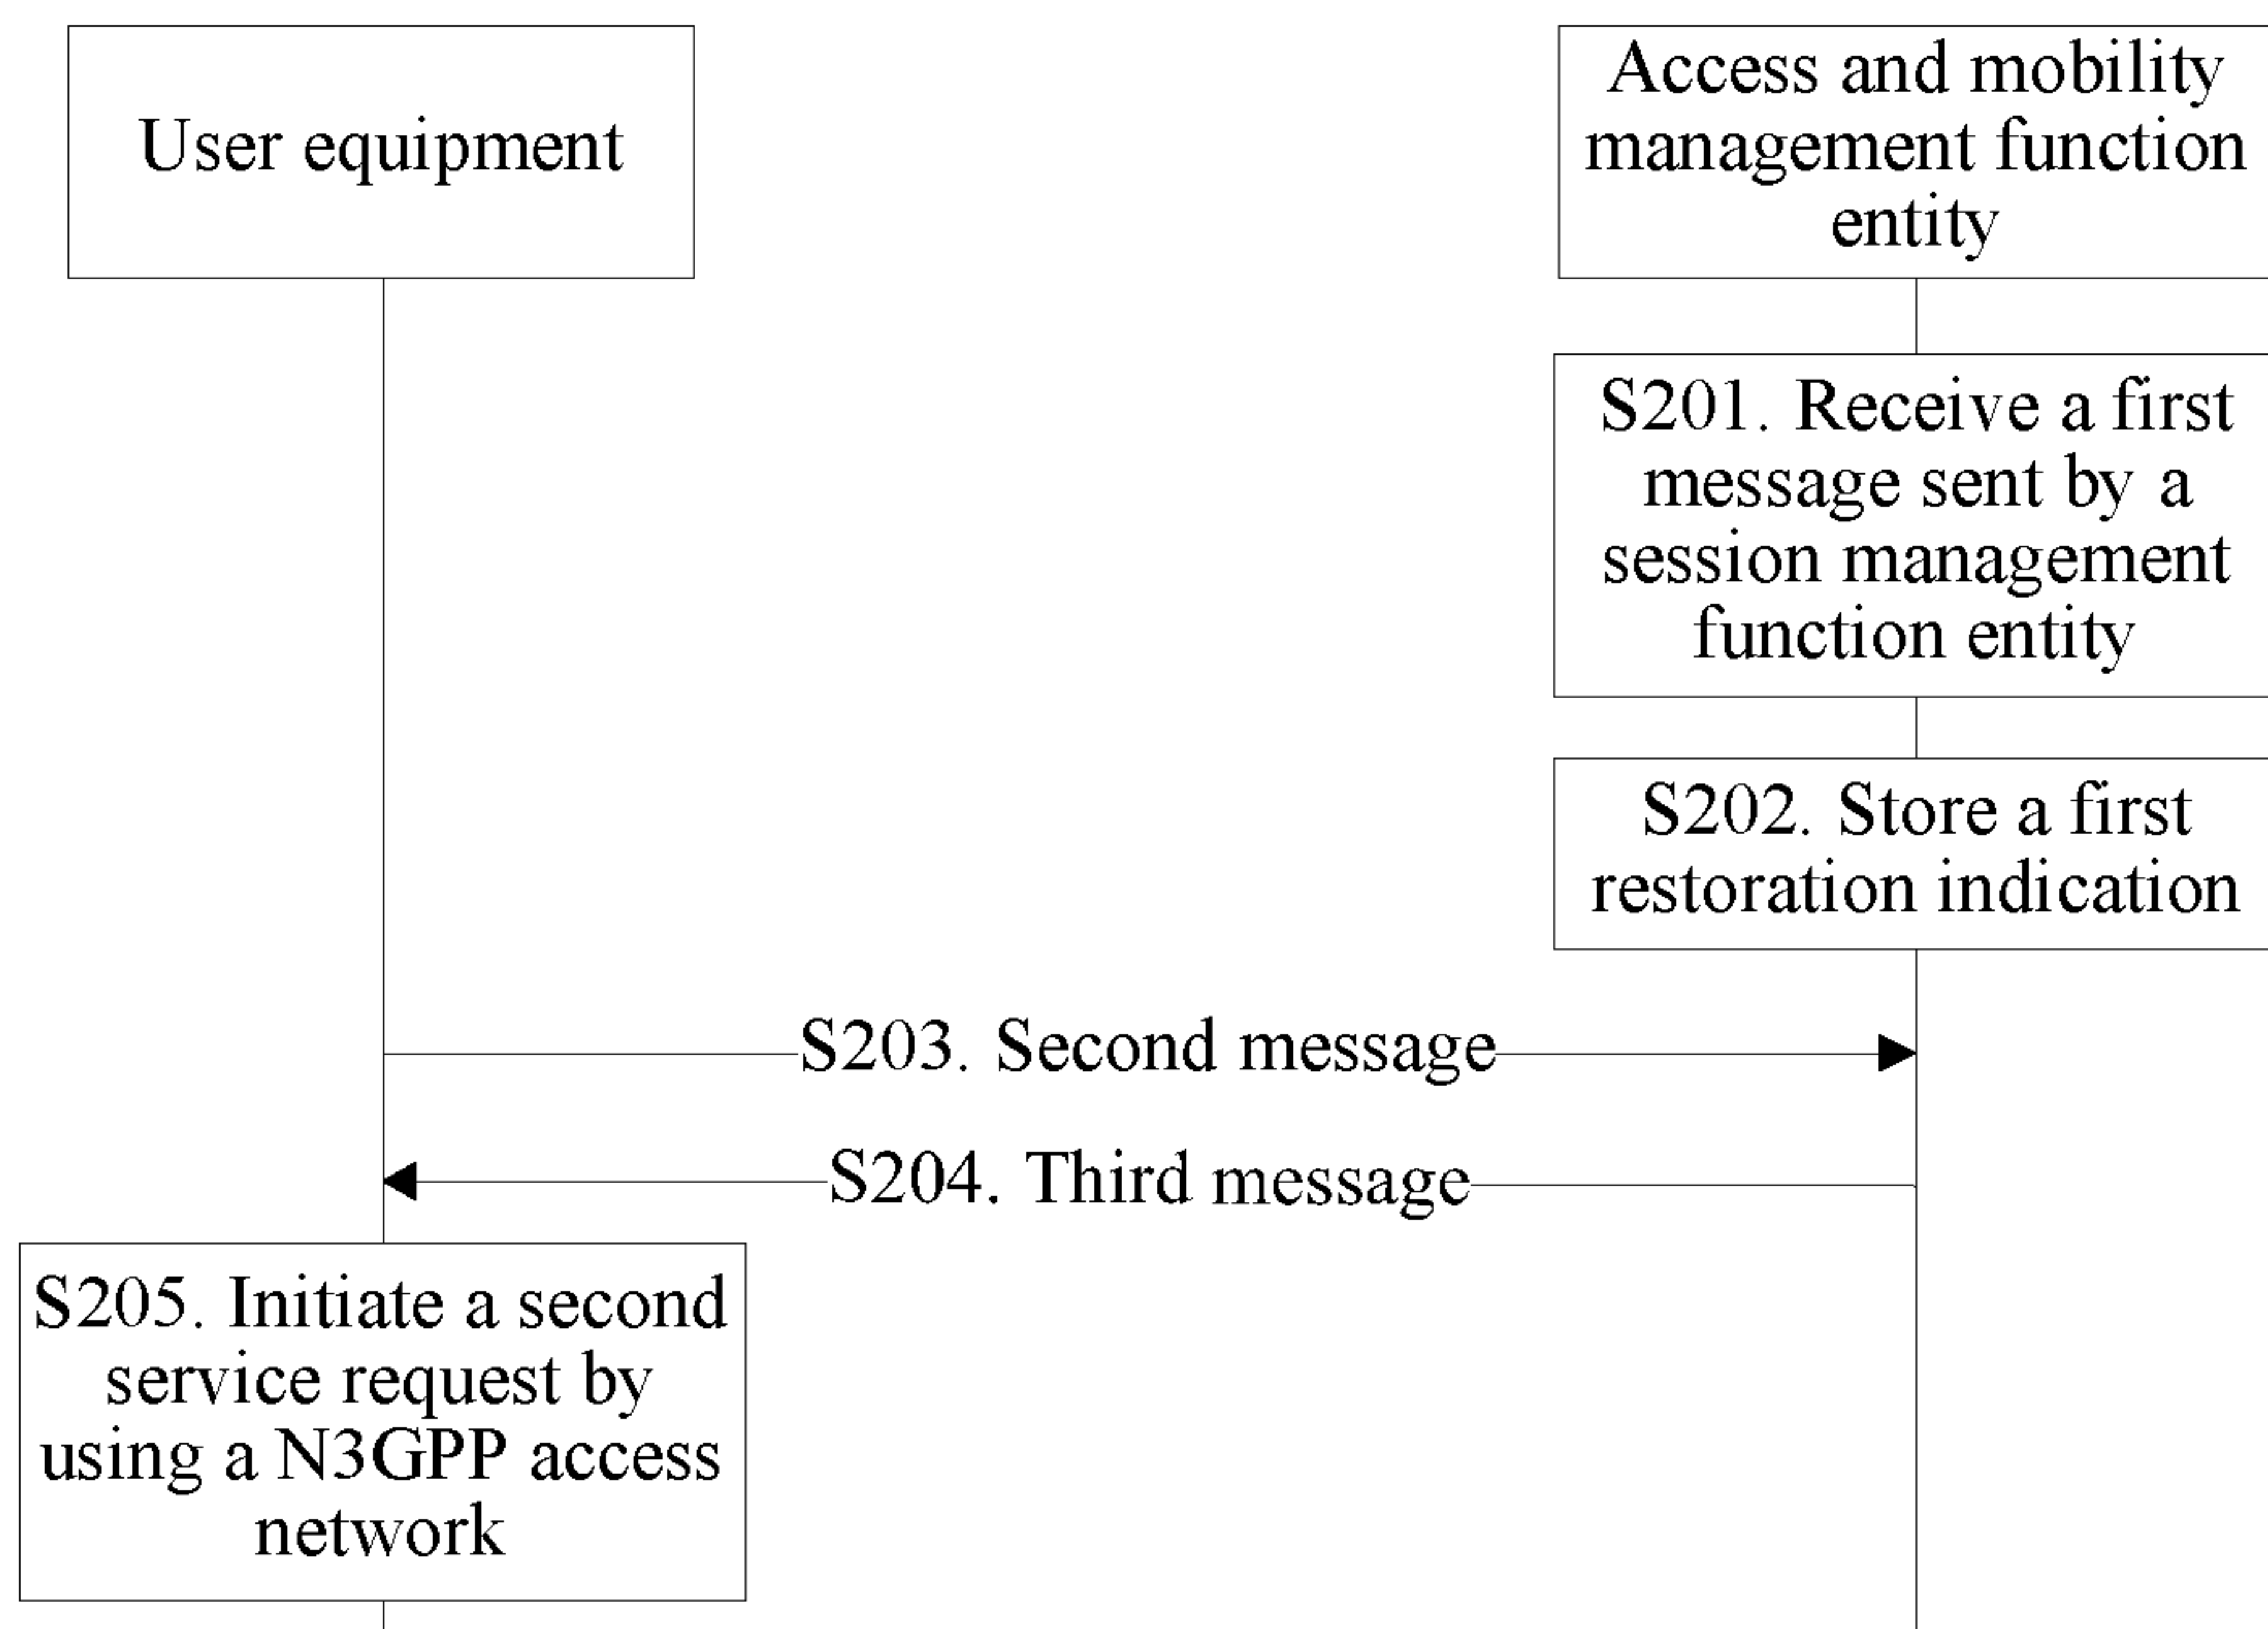 User equipment
Access and mobility
management function
entity
S201. Receive a first
message sent by a
session management
function entity
S202. Store a first
restoration indication
S203. Second message
S204. Third message
S205. Initiate a second
service request by
using a N3GPP access
network